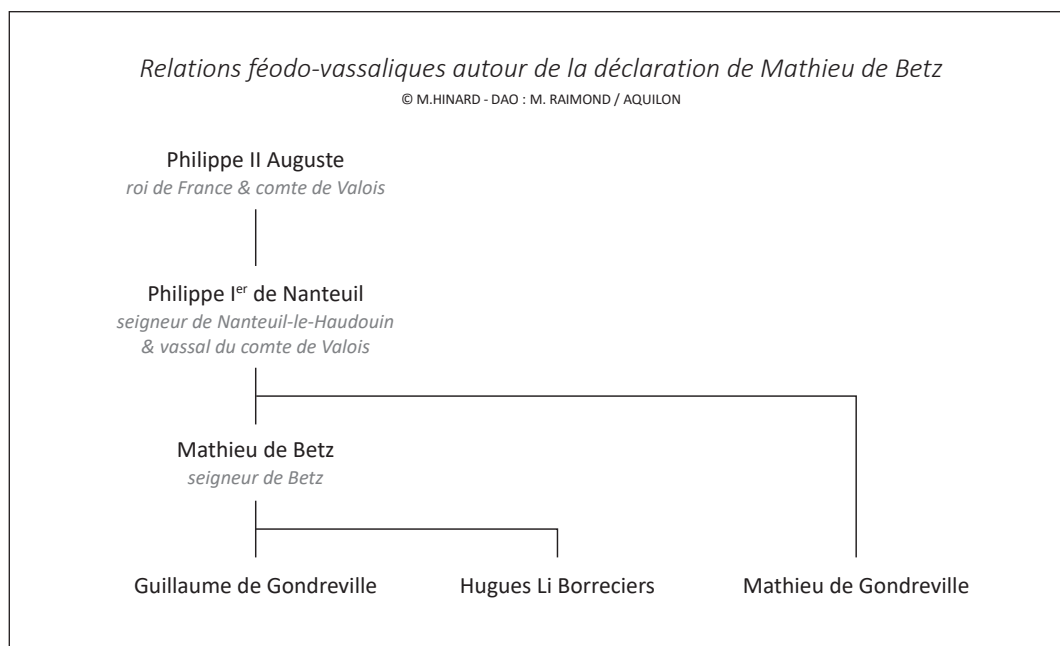 Relations féodo-vassaliques autour de la déclaration de Mathieu de Betz
© M.HINARD - DAO : M. RAIMOND / AQUILON
Philippe II Auguste
roi de France & comte de Valois
Philippe Ier de Nanteuil
seigneur de Nanteuil-le-Haudouin
& vassal du comte de Valois
Mathieu de Betz
seigneur de Betz
Guillaume de Gondreville
Hugues Li Borreciers
Mathieu de Gondreville